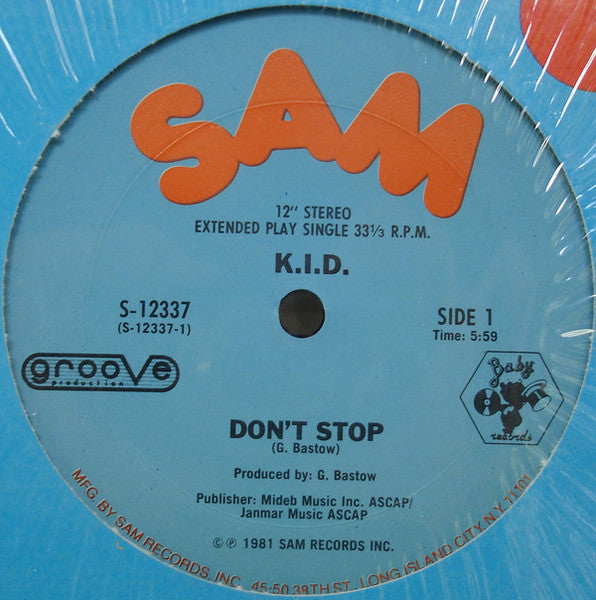 SAM
12" STEREO
EXTENDED PLAY SINGLE 33⅓ R.P.M.
K.I.D.
S-12337
(S-12337-1)
SIDE 1
Time: 5:59
groove
production
Baby
records
DON'T STOP
(G. Bastow)
Produced by: G. Bastow
Publisher: Mideb Music Inc. ASCAP/
Janmar Music ASCAP
©℗ 1981 SAM RECORDS INC.
MFG. BY SAM RECORDS, INC. 45-50 38TH ST. LONG ISLAND CITY, N.Y. 11101